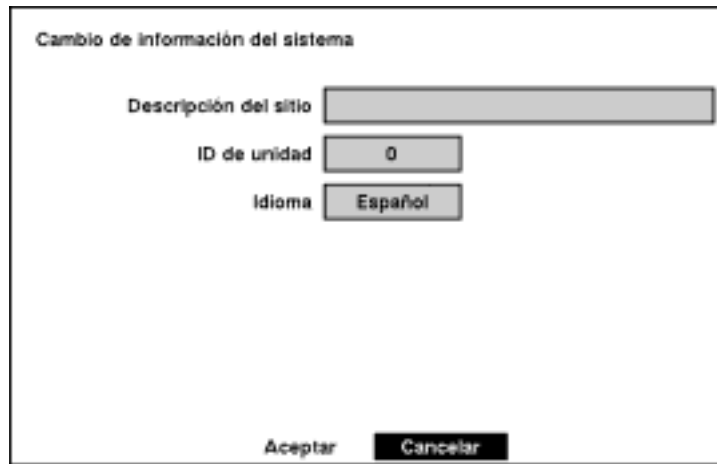 Cambio de información del sistema
Descripción del sitio
ID de unidad 0
Idioma Español
Aceptar Cancelar